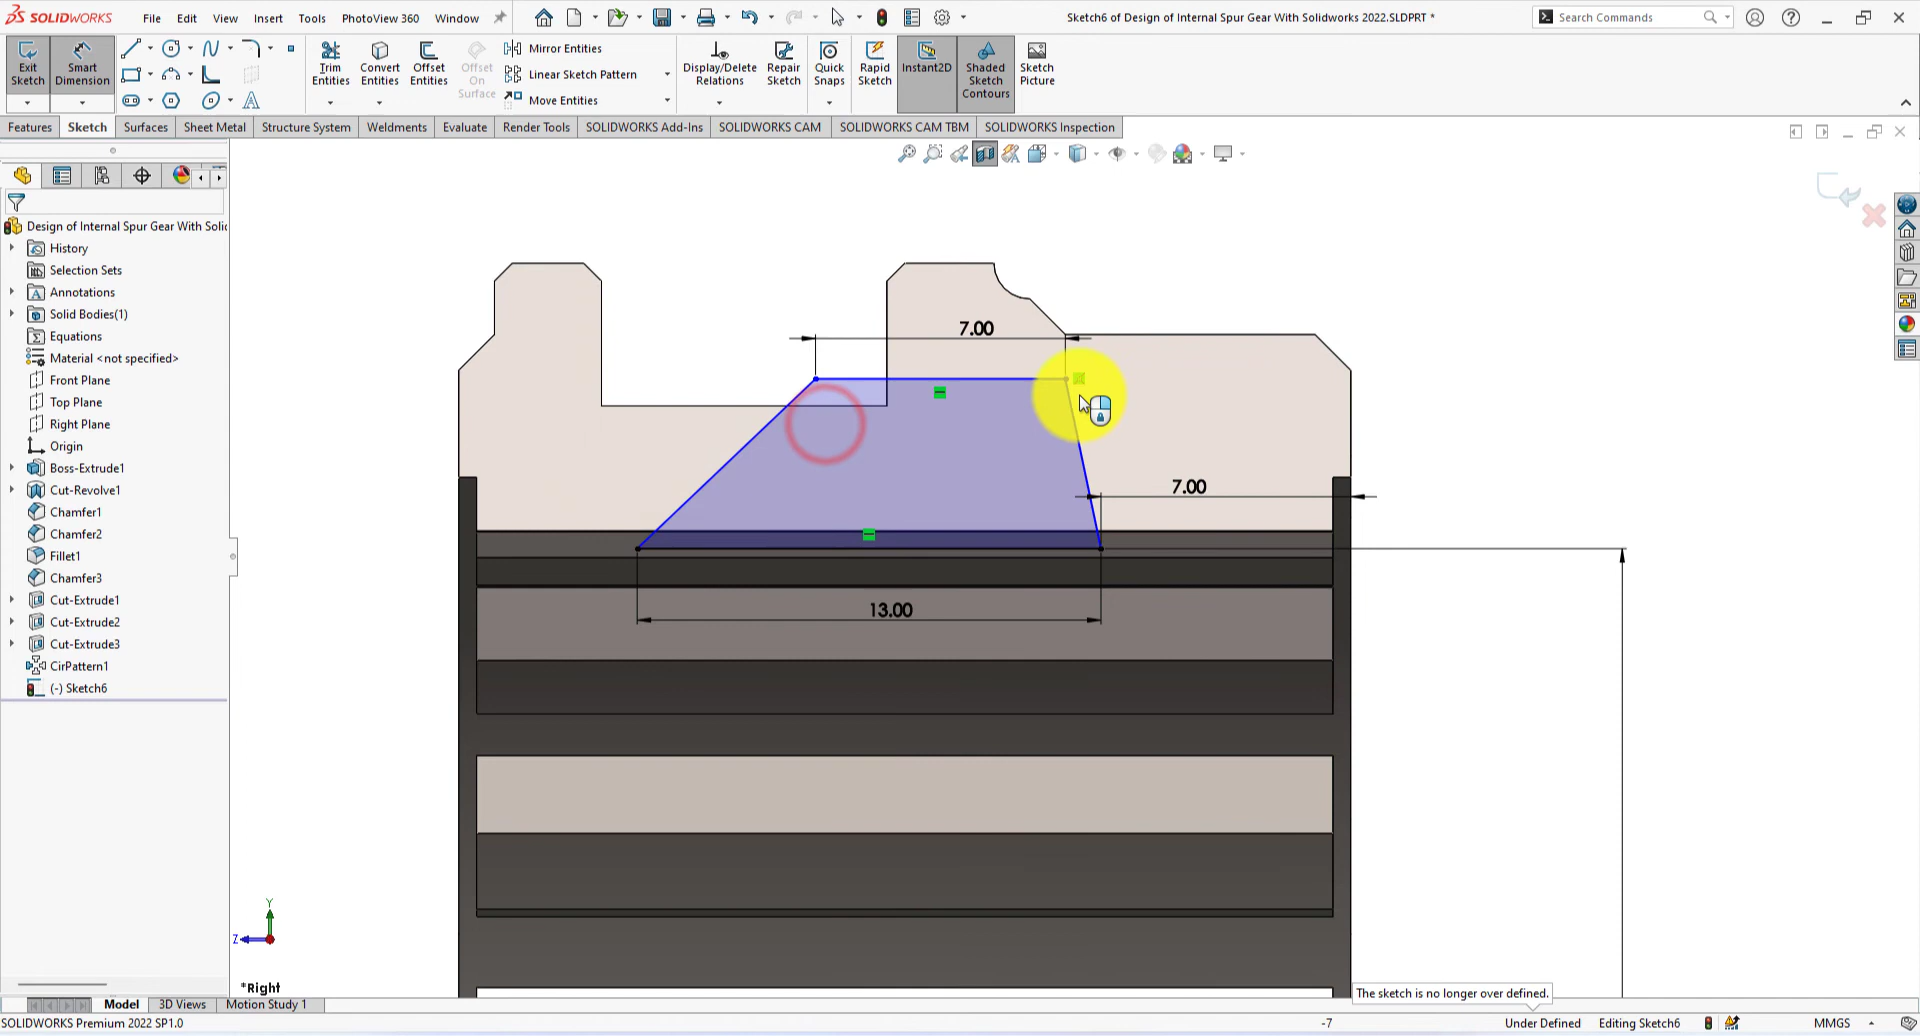 SOLIDWORKS File Edit View Insert Tools PhotoView 360 Window Sketch6 of Design of Internal Spur Gear With Solidworks 2022.SLDPRT * Search Commands
Exit Sketch
Smart Dimension
Trim Entities
Convert Entities
Offset Entities
Offset On Surface
Mirror Entities
Linear Sketch Pattern
Move Entities
Display/Delete Relations
Repair Sketch
Quick Snaps
Rapid Sketch
Instant2D
Shaded Sketch Contours
Sketch Picture
Features Sketch Surfaces Sheet Metal Structure System Weldments Evaluate Render Tools SOLIDWORKS Add-Ins SOLIDWORKS CAM SOLIDWORKS CAM TBM SOLIDWORKS Inspection
Design of Internal Spur Gear With Solid
History
Selection Sets
Annotations
Solid Bodies(1)
Equations
Material <not specified>
Front Plane
Top Plane
Right Plane
Origin
Boss-Extrude1
Cut-Revolve1
Chamfer1
Chamfer2
Fillet1
Chamfer3
Cut-Extrude1
Cut-Extrude2
Cut-Extrude3
CirPattern1
(-) Sketch6
7.00
7.00
13.00
Y
Z
*Right
The sketch is no longer over defined.
Model 3D Views Motion Study 1
SOLIDWORKS Premium 2022 SP1.0 -7 Under Defined Editing Sketch6 MMGS